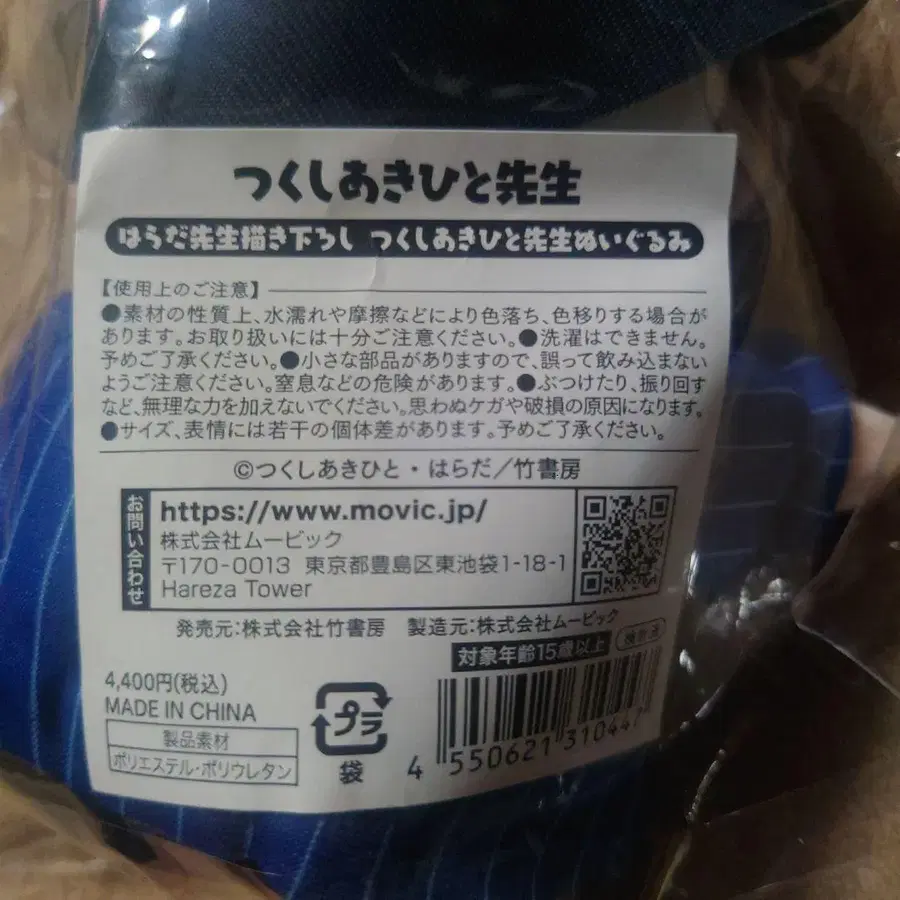 つくしあきひと先生
はらだ先生描き下ろし つくしあきひと先生ぬいぐるみ
【使用上のご注意】
●素材の性質上、水濡れや摩擦などにより色落ち、色移りする場合が
あります。お取り扱いには十分ご注意ください。●洗濯はできません。
予めご了承ください。●小さな部品がありますので、誤って飲み込まない
ようご注意ください。窒息などの危険があります。●ぶつけたり、振り回す
など、無理な力を加えないでください。思わぬケガや破損の原因になります。
●サイズ、表情には若干の個体差があります。予めご了承ください。
©つくしあきひと・はらだ/竹書房
お問い合わせ
https://www.movic.jp/
株式会社ムービック
〒170-0013 東京都豊島区東池袋1-18-1
Hareza Tower
発売元:株式会社竹書房 製造元:株式会社ムービック
対象年齢15歳以上 検針済
4,400円(税込)
MADE IN CHINA
製品素材
ポリエステル・ポリウレタン
プラ
袋
4 550621 310447